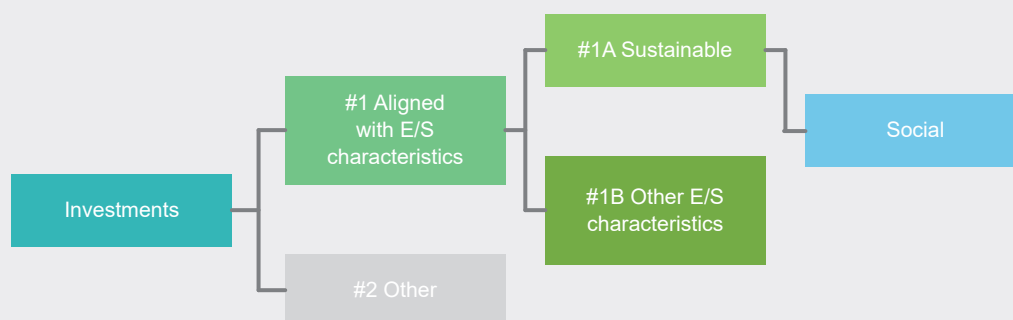 Investments
#1 Aligned
with E/S
characteristics
#2 Other
#1A Sustainable
#1B Other E/S
characteristics
Social